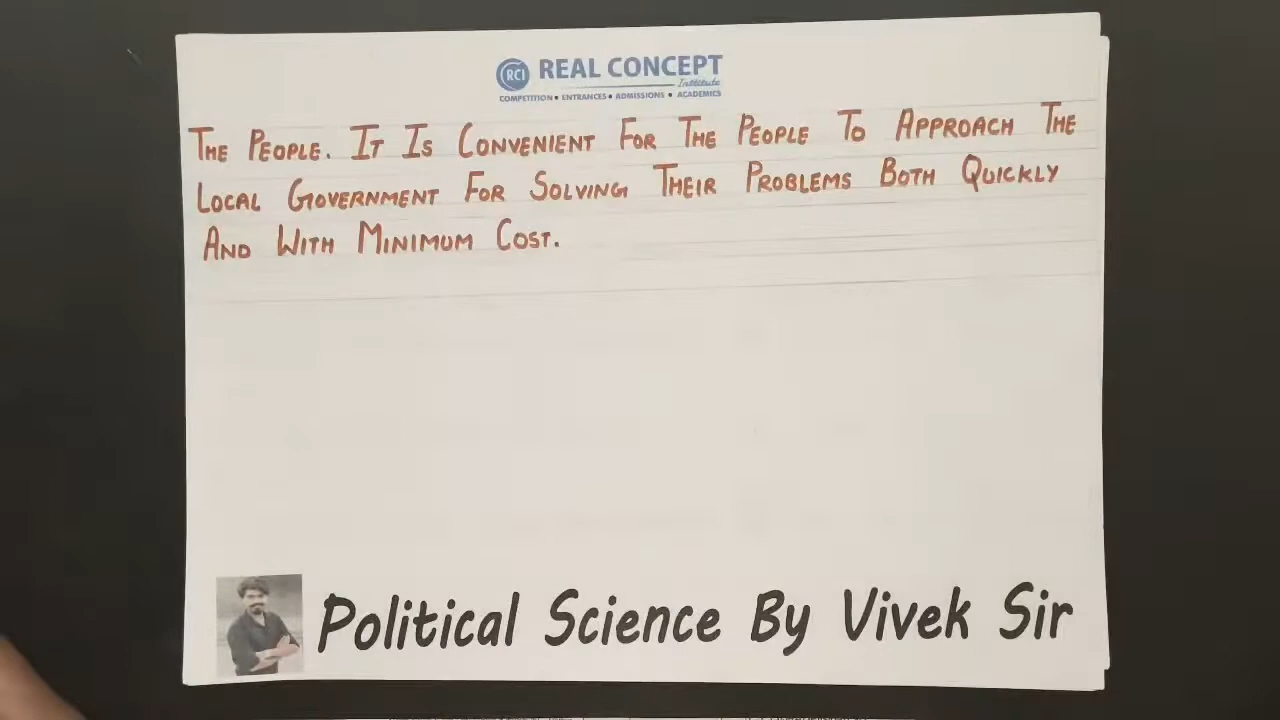 RCI REAL CONCEPT
Institute
COMPETITION • ENTRANCES • ADMISSIONS • ACADEMICS
THE PEOPLE. IT IS CONVENIENT FOR THE PEOPLE TO APPROACH THE
LOCAL GOVERNMENT FOR SOLVING THEIR PROBLEMS BOTH QUICKLY
AND WITH MINIMUM COST.
Political Science By Vivek Sir